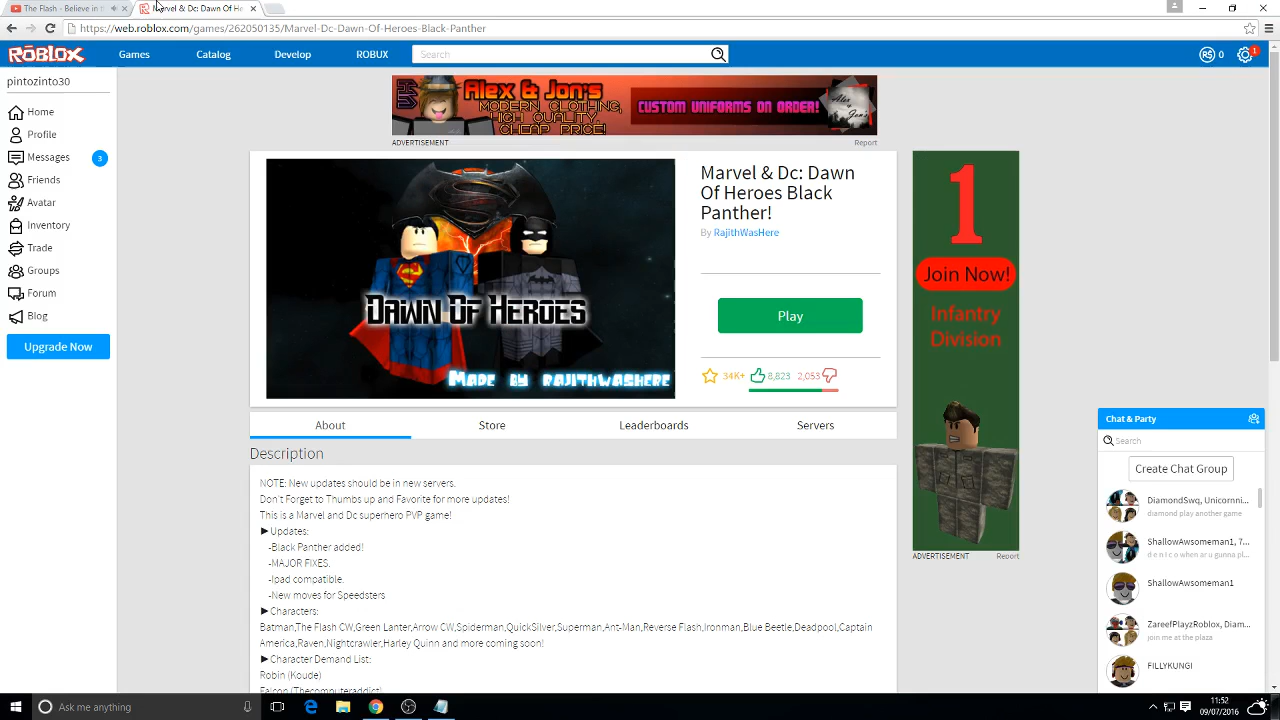 The Flash - Believe in t
Marvel & Dc: Dawn Of He
https://web.roblox.com/games/262050135/Marvel-Dc-Dawn-Of-Heroes-Black-Panther
ROBLOX
Games
Catalog
Develop
ROBUX
Search
R$ 0
1
pintozinto30
Home
Profile
Messages
3
Friends
Avatar
Inventory
Trade
Groups
Forum
Blog
Upgrade Now
Alex & Jon's
MODERN CLOTHING,
HIGH QUALITY.
CHEAP PRICE!
CUSTOM UNIFORMS ON ORDER!
Alex
Jon's
ADVERTISEMENT
Report
DAWN OF HEROES
MADE BY RAJITHWASHERE
Marvel & Dc: Dawn
Of Heroes Black
Panther!
By RajithWasHere
Play
34K+
8,823
2,053
1
Join Now!
Infantry
Division
ADVERTISEMENT
Report
About
Store
Leaderboards
Servers
Description
NOTE: New updates should be in new servers.
Don't Forget to Thumbs up and Favorite for more updates!
This is a Marvel and Dc superhero PVP game!
►Updates:
-Black Panther added!
-MAJOR FIXES.
-Ipad compatible.
-New moves for Speedsters
►Characters:
Batman,The Flash CW,Green Lanter,Arrow CW,Spiderman,QuickSilver,Superman,Ant-Man,Reverse Flash,Ironman,Blue Beetle,Deadpool,Captain
America,Raven,Nightcrawler,Harley Quinn and more coming soon!
►Character Demand List:
Robin (Koude)
Falcon (Thecomputeraddict)
Chat & Party
Search
Create Chat Group
DiamondSwq, Unicornni...
diamond play another game
ShallowAwsomeman1, 7...
d e n I c o when ar u gunna pl...
ShallowAwsomeman1
ZareefPlayzRoblox, Diam...
join me at the plaza
FILLYKUNGI
Ask me anything
11:52
09/07/2016